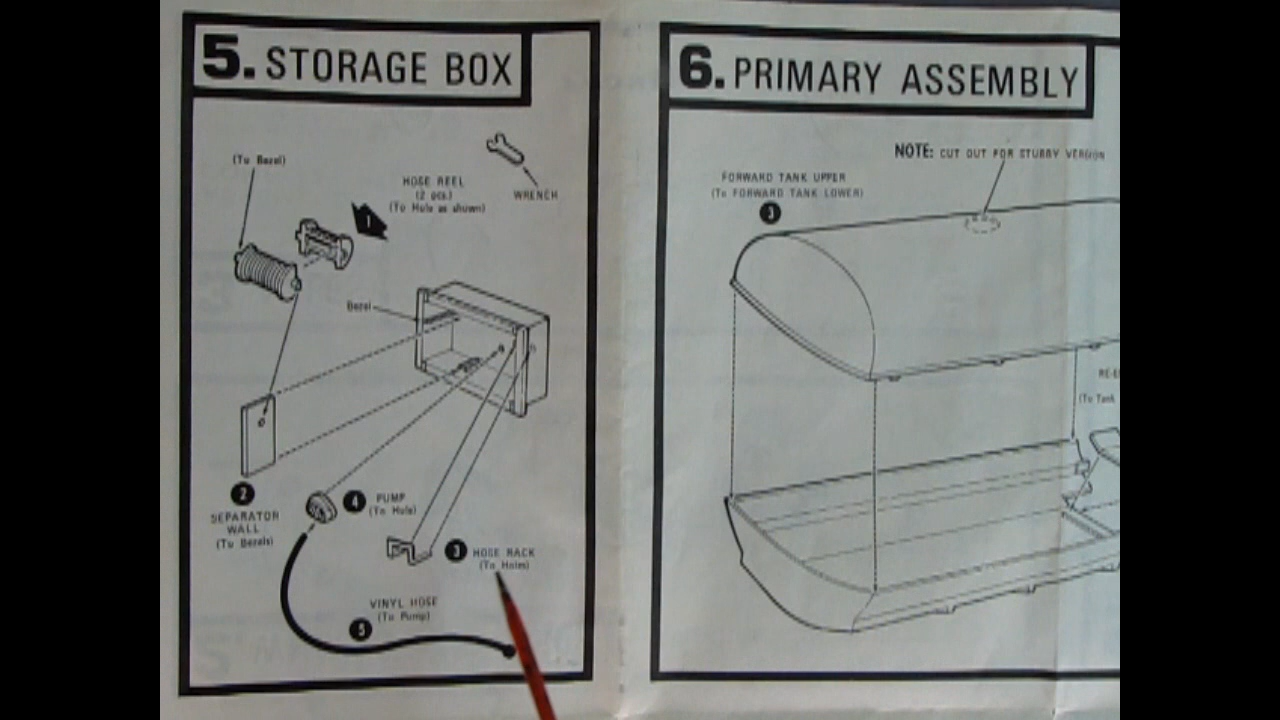 5. STORAGE BOX
(To Bezel)
HOSE REEL
(2 pcs.)
(To Hole as shown)
1
WRENCH
Bezel
2
SEPARATOR
WALL
(To Bezels)
4
PUMP
(To Hole)
3
HOSE RACK
(To Holes)
VINYL HOSE
(To Pump)
5
6. PRIMARY ASSEMBLY
NOTE: CUT OUT FOR STUBBY VERSION
FORWARD TANK UPPER
(To FORWARD TANK LOWER)
3
(To Tank